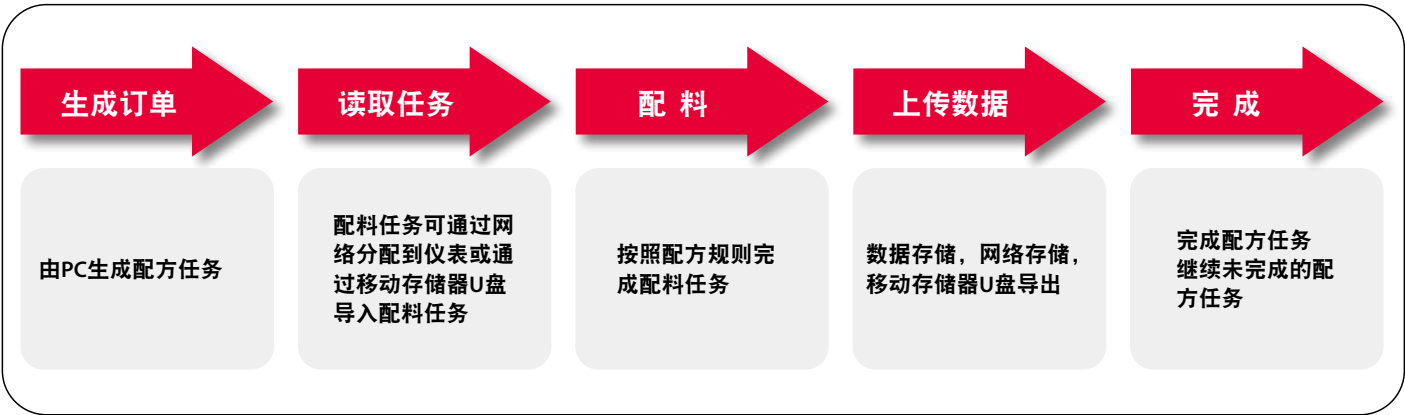 生成订单
读取任务
配 料
上传数据
完 成
由PC生成配方任务
配料任务可通过网
络分配到仪表或通
过移动存储器U盘
导入配料任务
按照配方规则完
成配料任务
数据存储，网络存储，
移动存储器U盘导出
完成配方任务
继续未完成的配
方任务